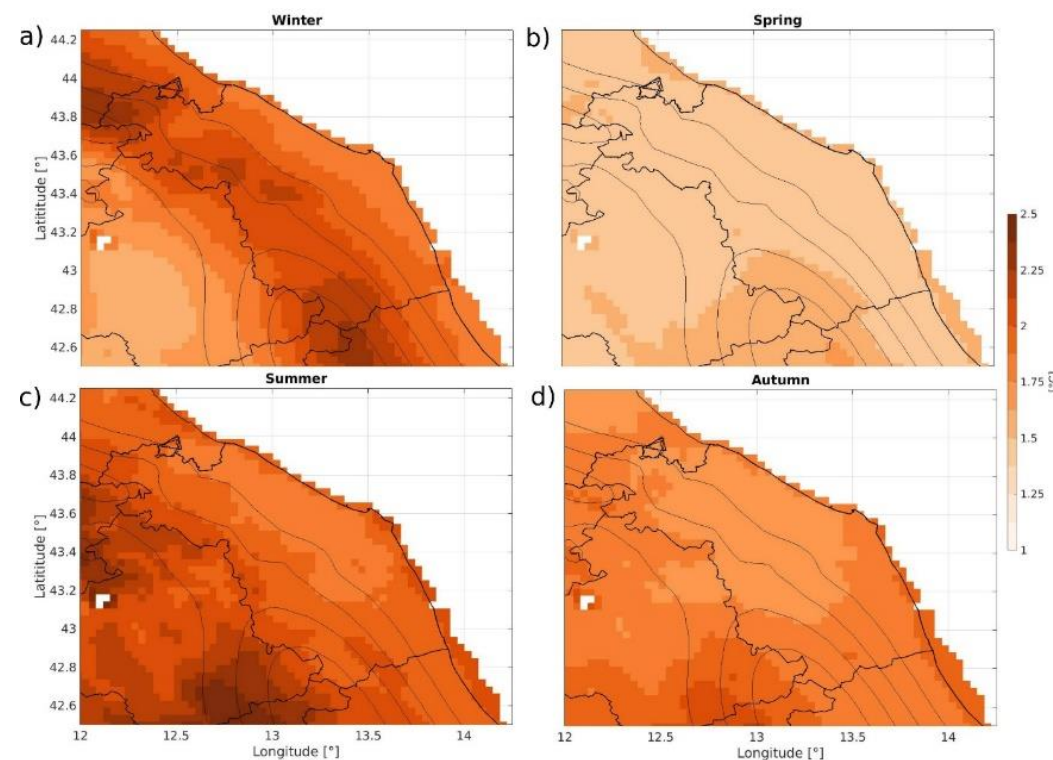 Winter
Spring
a)
b)
44.2
44
43.8
43.6
43.4
43.2
43
42.8
42.6
Latititude [°]
2.5
2.25
2
1.75
1.5
1.25
1
Summer
Autumn
c)
d)
44.2
44
43.8
43.6
43.4
43.2
43
42.8
42.6
Latititude [°]
12 12.5 13 13.5 14
Longitude [°]
12 12.5 13 13.5 14
Longitude [°]